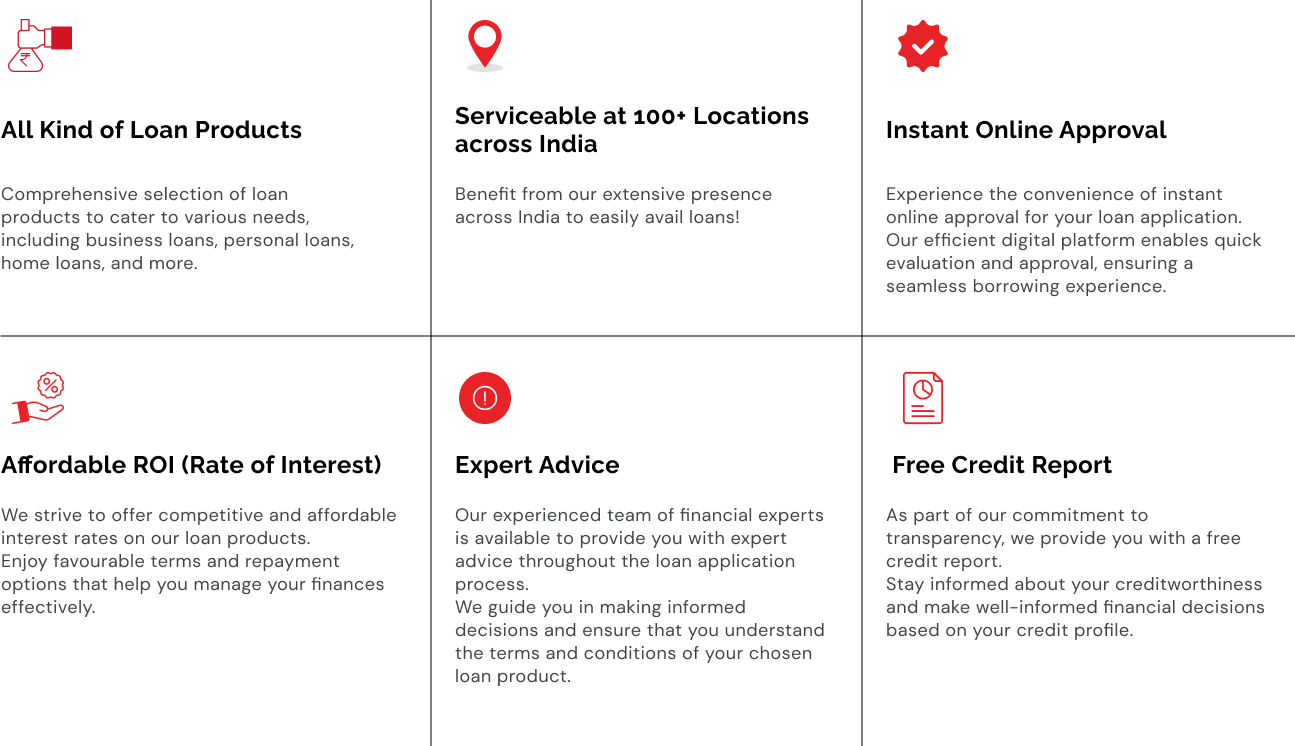 All Kind of Loan Products
Comprehensive selection of loan
products to cater to various needs,
including business loans, personal loans,
home loans, and more.
Serviceable at 100+ Locations
across India
Benefit from our extensive presence
across India to easily avail loans!
Instant Online Approval
Experience the convenience of instant
online approval for your loan application.
Our efficient digital platform enables quick
evaluation and approval, ensuring a
seamless borrowing experience.
Affordable ROI (Rate of Interest)
We strive to offer competitive and affordable
interest rates on our loan products.
Enjoy favourable terms and repayment
options that help you manage your finances
effectively.
Expert Advice
Our experienced team of financial experts
is available to provide you with expert
advice throughout the loan application
process.
We guide you in making informed
decisions and ensure that you understand
the terms and conditions of your chosen
loan product.
Free Credit Report
As part of our commitment to
transparency, we provide you with a free
credit report.
Stay informed about your creditworthiness
and make well-informed financial decisions
based on your credit profile.